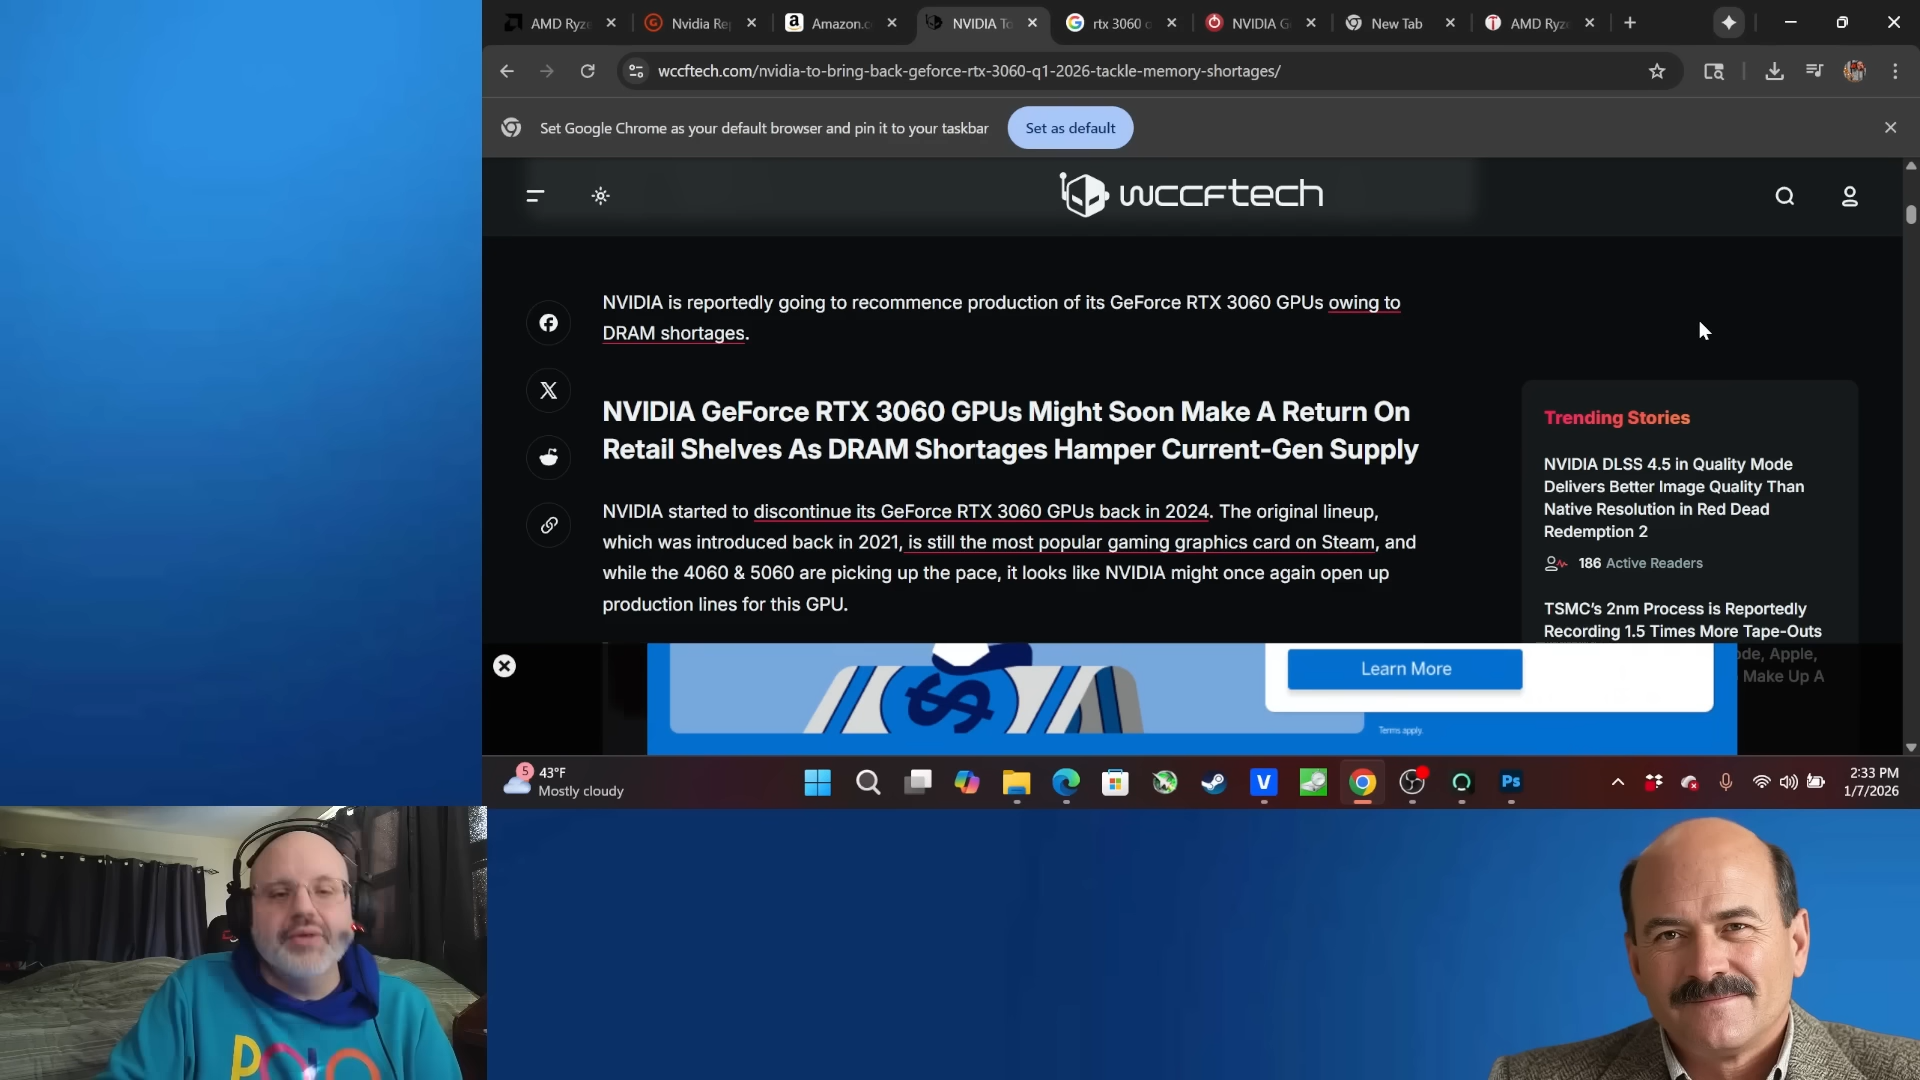 AMD Ryze
Nvidia Re
Amazon.c
NVIDIA To
rtx 3060
NVIDIA G
New Tab
AMD Ryz
wccftech.com/nvidia-to-bring-back-geforce-rtx-3060-q1-2026-tackle-memory-shortages/
Set Google Chrome as your default browser and pin it to your taskbar
Set as default
wccftech
NVIDIA is reportedly going to recommence production of its GeForce RTX 3060 GPUs owing to
DRAM shortages.
NVIDIA GeForce RTX 3060 GPUs Might Soon Make A Return On
Retail Shelves As DRAM Shortages Hamper Current-Gen Supply
NVIDIA started to discontinue its GeForce RTX 3060 GPUs back in 2024. The original lineup,
which was introduced back in 2021, is still the most popular gaming graphics card on Steam, and
while the 4060 & 5060 are picking up the pace, it looks like NVIDIA might once again open up
production lines for this GPU.
Trending Stories
NVIDIA DLSS 4.5 in Quality Mode
Delivers Better Image Quality Than
Native Resolution in Red Dead
Redemption 2
186 Active Readers
TSMC's 2nm Process is Reportedly
Recording 1.5 Times More Tape-Outs
ode, Apple,
Make Up A
Learn More
Terms apply.
5
43°F
Mostly cloudy
V
Ps
2:33 PM
1/7/2026
POLO